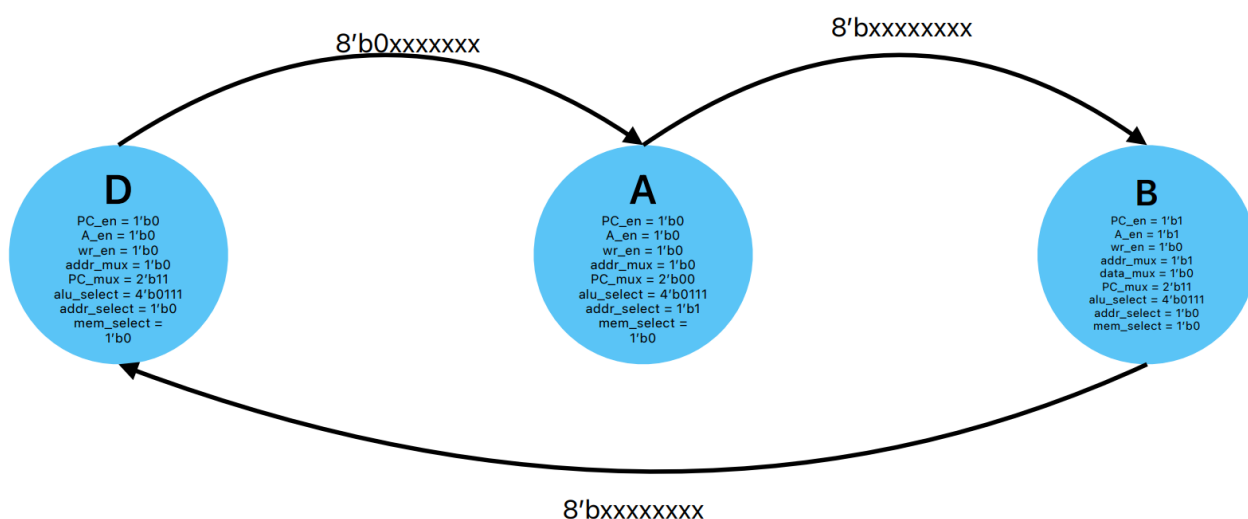 8'b0xxxxxxx
8'bxxxxxxxx
D
PC_en = 1'b0
A_en = 1'b0
wr_en = 1'b0
addr_mux = 1'b0
PC_mux = 2'b11
alu_select = 4'b0111
addr_select = 1'b0
mem_select =
1'b0
A
PC_en = 1'b0
A_en = 1'b0
wr_en = 1'b0
addr_mux = 1'b0
PC_mux = 2'b00
alu_select = 4'b0111
addr_select = 1'b1
mem_select =
1'b0
B
PC_en = 1'b1
A_en = 1'b1
wr_en = 1'b0
addr_mux = 1'b1
data_mux = 1'b0
PC_mux = 2'b11
alu_select = 4'b0111
addr_select = 1'b0
mem_select = 1'b0
8'bxxxxxxxx